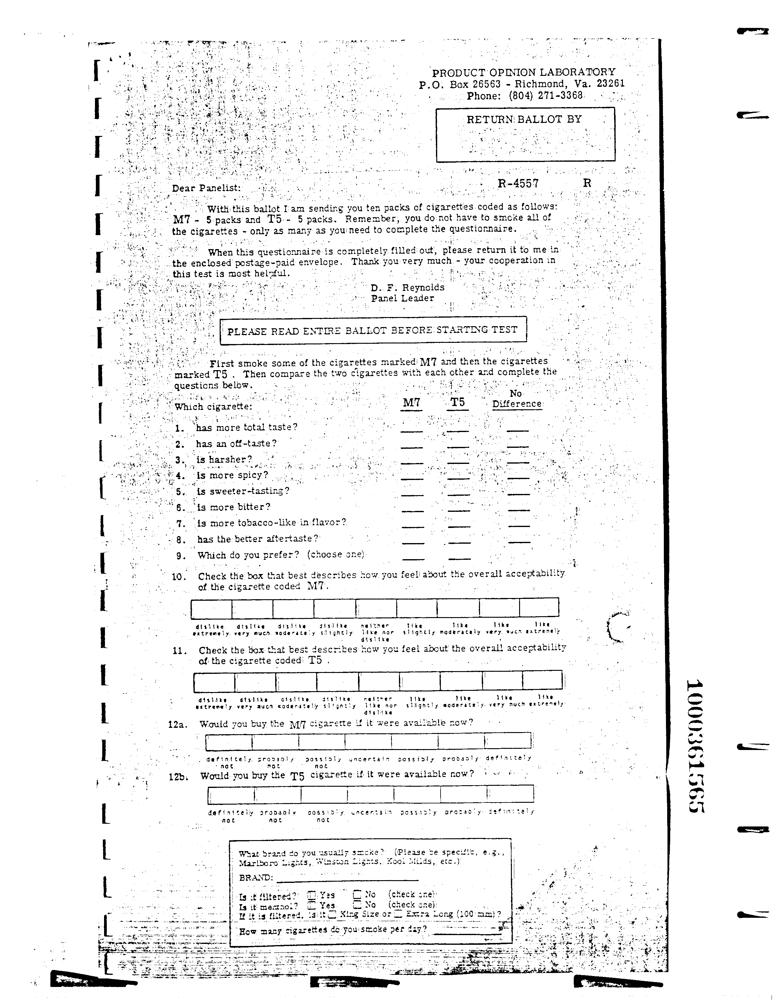 PRODUCT OPINION LABORATORY
P.O. Box 26563 - Richmond, Va. 23261
Phone: (804) 271-3368
RETURN BALLOT BY
R-4557 R
Dear Panelist:
With this ballot I am sending you ten packs of cigarettes coded as follows:
M7 - 5 packs and T5 - 5 packs. Remember, you do not have to smoke all of
the cigarettes - only as many as you need to complete the questionnaire.
When this questionnaire is completely filled out, please return it to me in
the enclosed postage-paid envelope. Thank you very much - your cooperation in
this test is most helpful.
D. F. Reynolds
Panel Leader
PLEASE READ ENTIRE BALLOT BEFORE STARTING TEST
First smoke some of the cigarettes marked M7 and then the cigarettes
marked T5 . Then compare the two cigarettes with each other and complete the
questions below.
No
Which cigarette: M7 T5 Difference
1. has more total taste?
2. has an off-taste?
3. is harsher?
4. is more spicy?
5. is sweeter-tasting?
6. is more bitter?
7. is more tobacco-like in flavor?
8. has the better aftertaste?
9. Which do you prefer? (choose one)
10. Check the box that best describes how you feel about the overall acceptability
of the cigarette coded M7.
dislike dislike dislike dislike neither like like like like
extremely very much moderately slightly like nor slightly moderately very much extremely
dislike
11. Check the box that best describes how you feel about the overall acceptability
of the cigarette coded T5 .
dislike dislike dislike dislike neither like like like like
extremely very much moderately slightly like nor slightly moderately very much extremely
dislike
12a. Would you buy the M7 cigarette if it were available now?
definitely probably possibly uncertain possibly probably definitely
not not not
12b. Would you buy the T5 cigarette if it were available now?
definitely probably possibly uncertain possibly probably definitely
not not not
What brand do you usually smoke? (Please be specific, e.g.,
Marlboro Lights, Winston Lights, Kool Milds, etc.)
BRAND:
Is it filtered? Yes No (check one)
Is it menthol? Yes No (check one)
If it is filtered, is it King Size or Extra Long (100 mm)?
How many cigarettes do you smoke per day?
1000361565